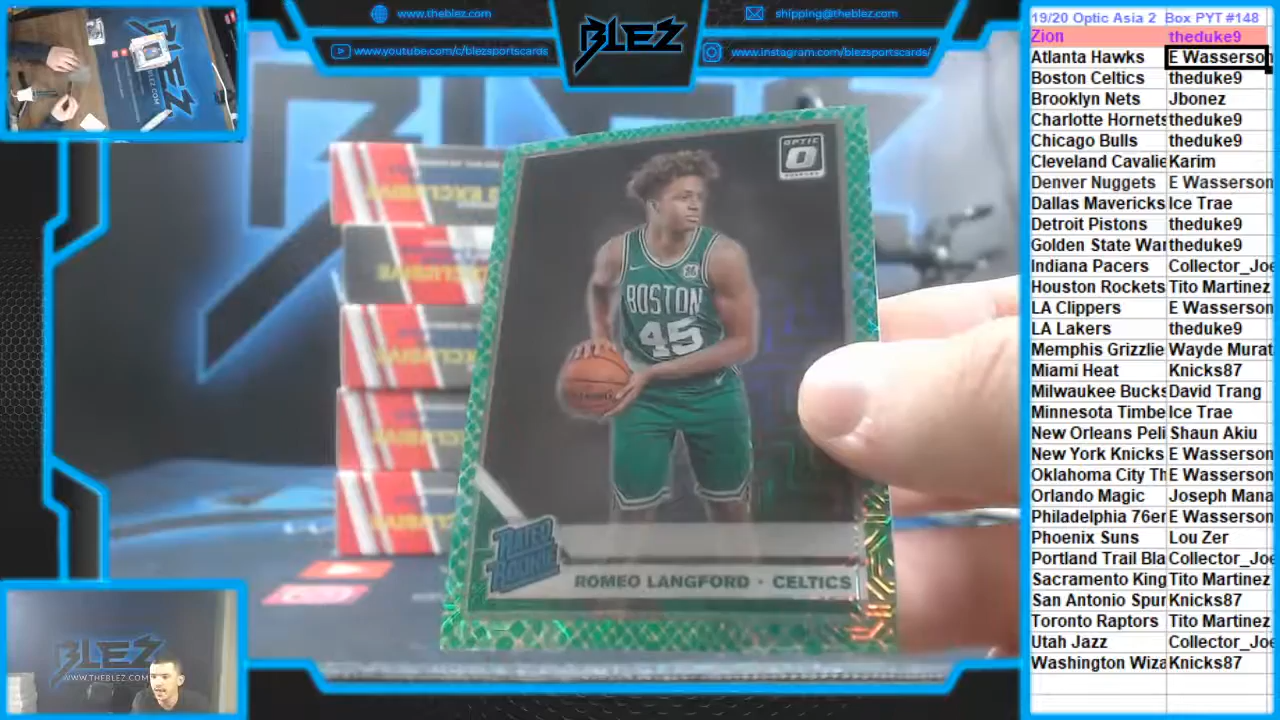 www.theblez.com
shipping@theblez.com
www.youtube.com/c/blezsportscards
www.instagram.com/blezsportscards/
BLEZ
19/20 Optic Asia 2 Box PYT #148
Zion theduke9
Atlanta Hawks E Wasserson
Boston Celtics theduke9
Brooklyn Nets Jbonez
Charlotte Hornets theduke9
Chicago Bulls theduke9
Cleveland Cavalie Karim
Denver Nuggets E Wasserson
Dallas Mavericks Ice Trae
Detroit Pistons theduke9
Golden State War theduke9
Indiana Pacers Collector_Joe
Houston Rockets Tito Martinez
LA Clippers E Wasserson
LA Lakers theduke9
Memphis Grizzlie Wayde Murat
Miami Heat Knicks87
Milwaukee Bucks David Trang
Minnesota Timbe Ice Trae
New Orleans Peli Shaun Akiu
New York Knicks E Wasserson
Oklahoma City Th E Wasserson
Orlando Magic Joseph Mana
Philadelphia 76er E Wasserson
Phoenix Suns Lou Zer
Portland Trail Bla Collector_Joe
Sacramento King Tito Martinez
San Antonio Spur Knicks87
Toronto Raptors Tito Martinez
Utah Jazz Collector_Joe
Washington Wiza Knicks87
OPTIC
BOSTON
45
RATED
ROOKIE
ROMEO LANGFORD · CELTICS
EXCLUSIVE
EXCLUSIVE
EXCLUSIVE
EXCLUSIVE
EXCLUSIVE
BLEZ
WWW.THEBLEZ.COM